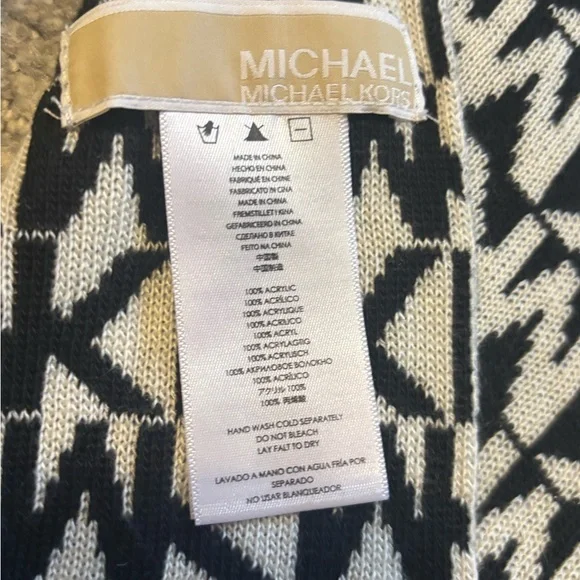 MICHAEL
MICHAEL KORS
MADE IN CHINA
HECHO EN CHINA
FABRIQUÉ EN CHINE
FABBRICATO IN CINA
MADE IN CHINA
FREMSTILLET I KINA
GEFABRICEERD IN CHINA
СДЕЛАНО В КИТАЕ
FEITO NA CHINA
中国製
中国制造
100% ACRYLIC
100% ACRÍLICO
100% ACRYLIQUE
100% ACRILICO
100% ACRYL
100% ACRYLAGTIG
100% ACRYLISCH
100% АКРИЛОВОЕ ВОЛОКНО
100% ACRÍLICO
アクリル 100%
100% 丙烯酸
HAND WASH COLD SEPARATELY
DO NOT BLEACH
LAY FALT TO DRY
LAVADO A MANO CON AGUA FRÍA POR
SEPARADO
NO USAR BLANQUEADOR